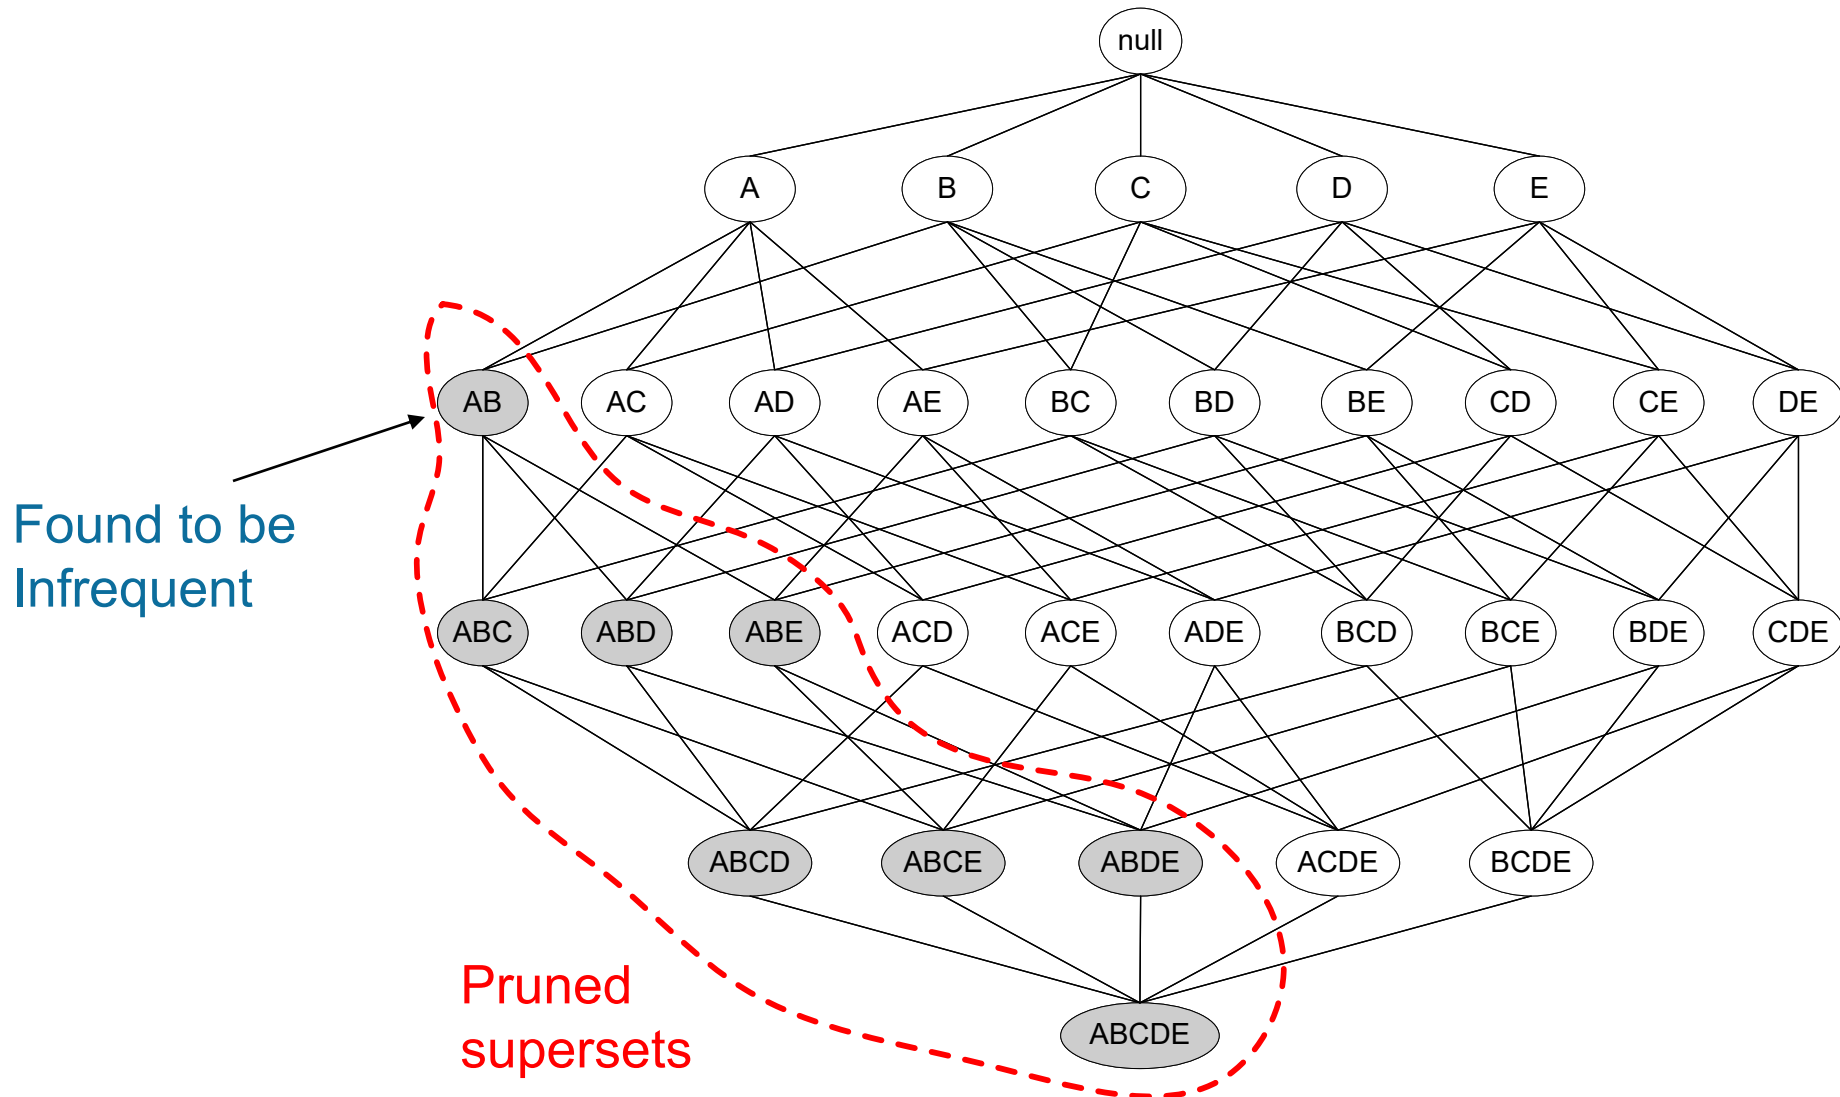 null
A B C D E
AB AC AD AE BC BD BE CD CE DE
Found to be
Infrequent
ABC ABD ABE ACD ACE ADE BCD BCE BDE CDE
ABCD ABCE ABDE ACDE BCDE
Pruned
supersets
ABCDE